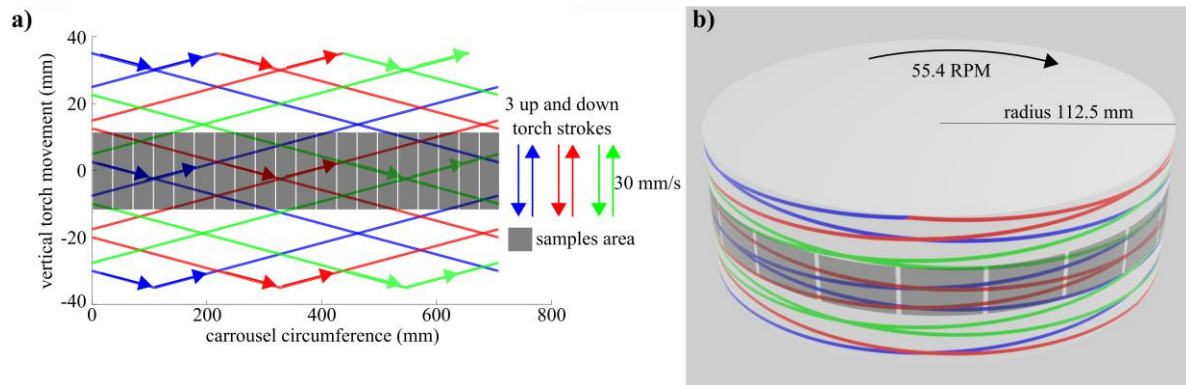 a)
40
20
0
-20
-40
vertical torch movement (mm)
0
200
400
600
800
carrousel circumference (mm)
3 up and down
torch strokes
30 mm/s
samples area
b)
55.4 RPM
radius 112.5 mm